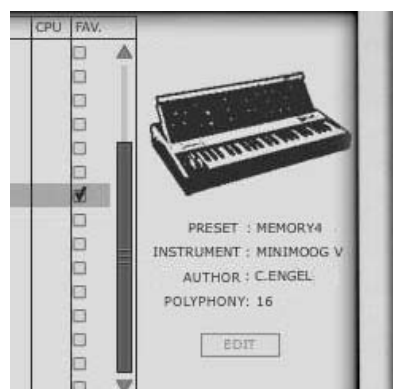 CPU FAV.
PRESET : MEMORY4
INSTRUMENT : MINIMOOG V
AUTHOR : C.ENGEL
POLYPHONY: 16
EDIT